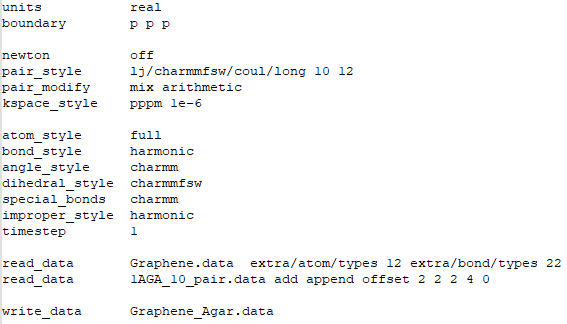 units real
boundary p p p
newton off
pair_style lj/charmmfsw/coul/long 10 12
pair_modify mix arithmetic
kspace_style pppm 1e-6
atom_style full
bond_style harmonic
angle_style charmm
dihedral_style charmmfsw
special_bonds charmm
improper_style harmonic
timestep 1
read_data Graphene.data extra/atom/types 12 extra/bond/types 22
read_data 1AGA_10_pair.data add append offset 2 2 2 4 0
write_data Graphene_Agar.data